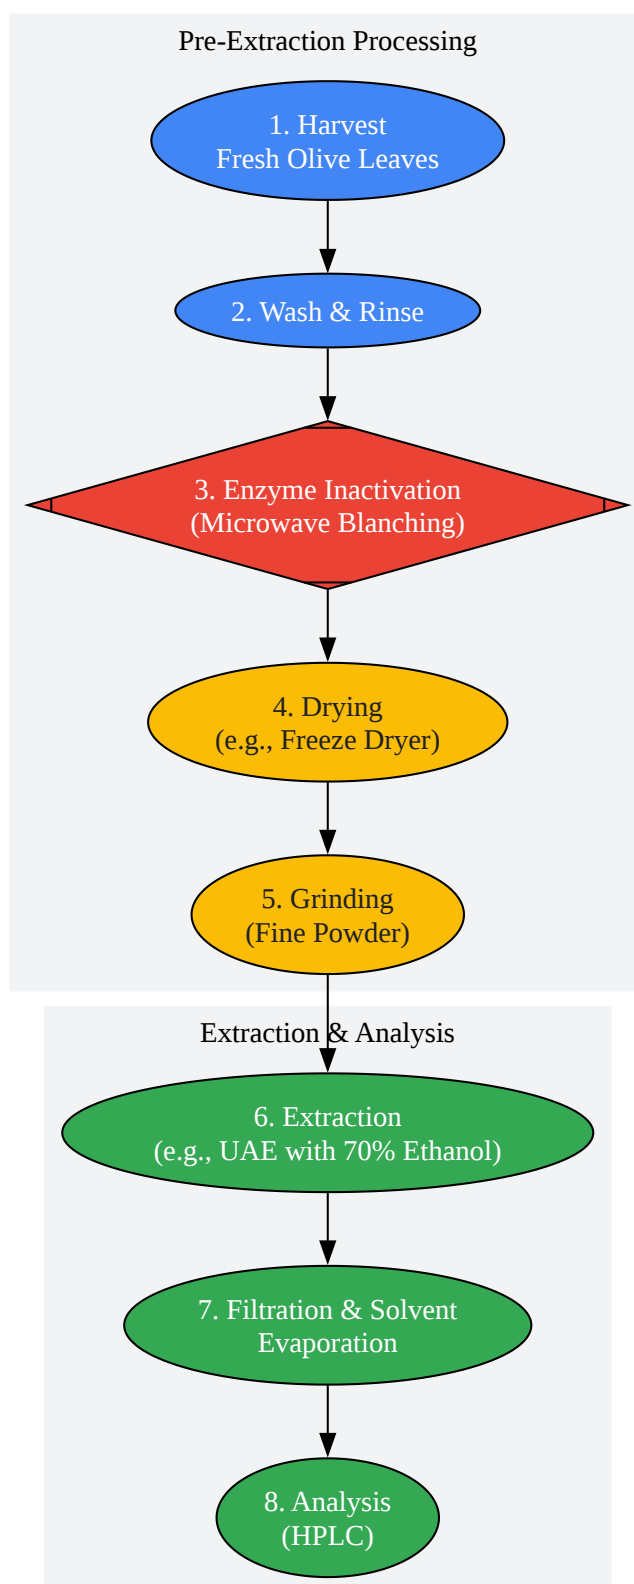 Pre-Extraction Processing
1. Harvest
Fresh Olive Leaves
2. Wash & Rinse
3. Enzyme Inactivation
(Microwave Blanching)
4. Drying
(e.g., Freeze Dryer)
5. Grinding
(Fine Powder)
Extraction & Analysis
6. Extraction
(e.g., UAE with 70% Ethanol)
7. Filtration & Solvent
Evaporation
8. Analysis
(HPLC)